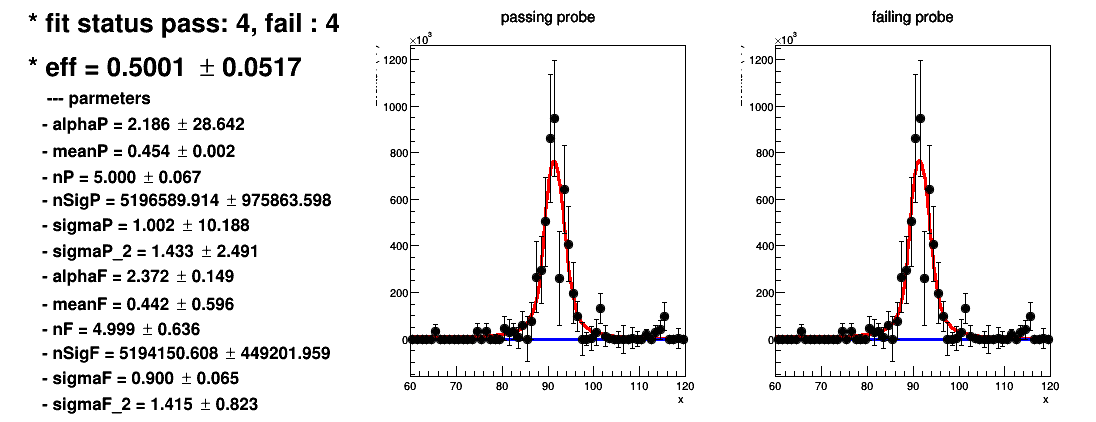 * fit status pass: 4, fail : 4
* eff = 0.5001 ± 0.0517
--- parmeters
- alphaP = 2.186 ± 28.642
- meanP = 0.454 ± 0.002
- nP = 5.000 ± 0.067
- nSigP = 5196589.914 ± 975863.598
- sigmaP = 1.002 ± 10.188
- sigmaP_2 = 1.433 ± 2.491
- alphaF = 2.372 ± 0.149
- meanF = 0.442 ± 0.596
- nF = 4.999 ± 0.636
- nSigF = 5194150.608 ± 449201.959
- sigmaF = 0.900 ± 0.065
- sigmaF_2 = 1.415 ± 0.823
passing probe
×10³
1200
1000
800
600
400
200
0
60 70 80 90 100 110 120
x
failing probe
×10³
1200
1000
800
600
400
200
0
60 70 80 90 100 110 120
x